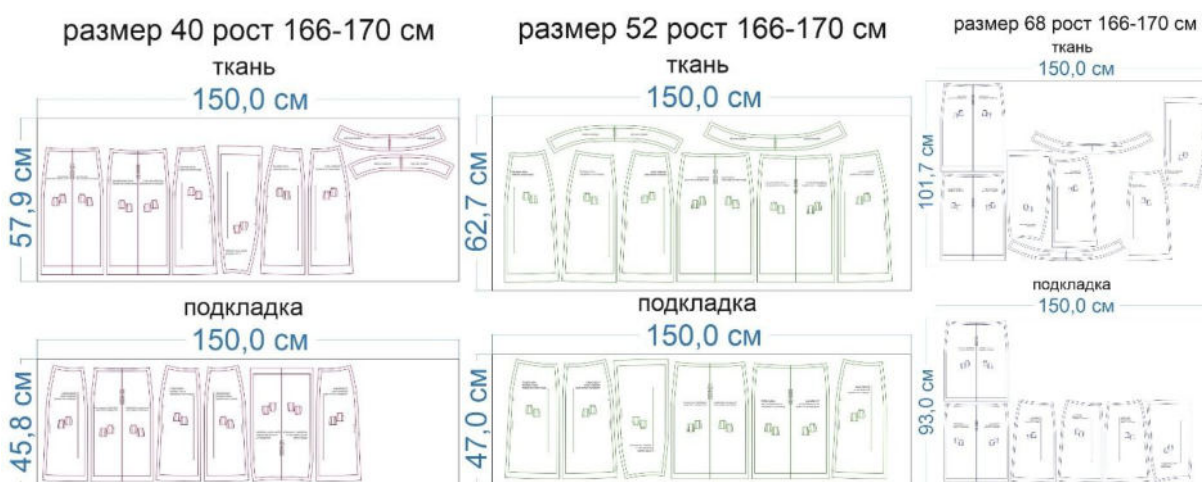 размер 40 рост 166-170 см
ткань
150,0 см
57,9 см
подкладка
150,0 см
45,8 см
размер 52 рост 166-170 см
ткань
150,0 см
62,7 см
подкладка
150,0 см
47,0 см
размер 68 рост 166-170 см
ткань
150,0 см
101,7 см
подкладка
150,0 см
93,0 см